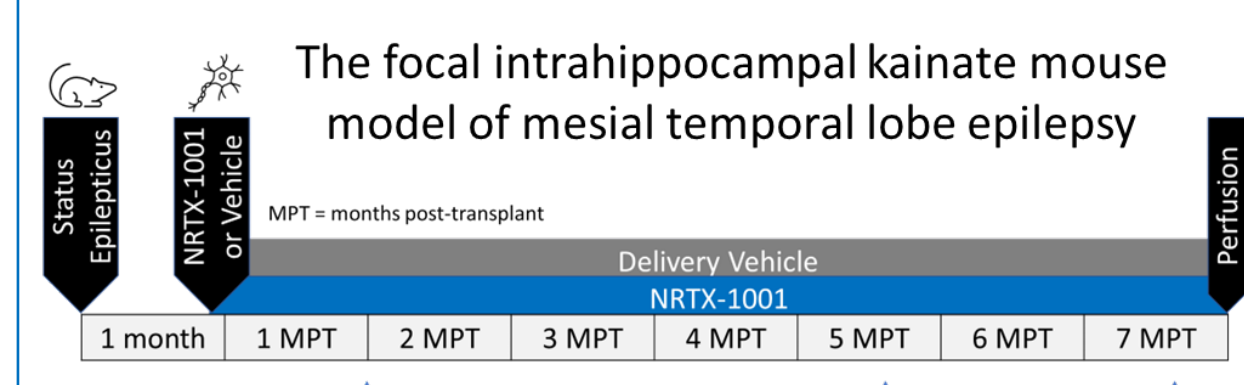 The focal intrahippocampal kainate mouse
model of mesial temporal lobe epilepsy
Status
Epilepticus
NRTX-1001
or Vehicle
MPT = months post-transplant
Perfusion
Delivery Vehicle
NRTX-1001
1 month 1 MPT 2 MPT 3 MPT 4 MPT 5 MPT 6 MPT 7 MPT